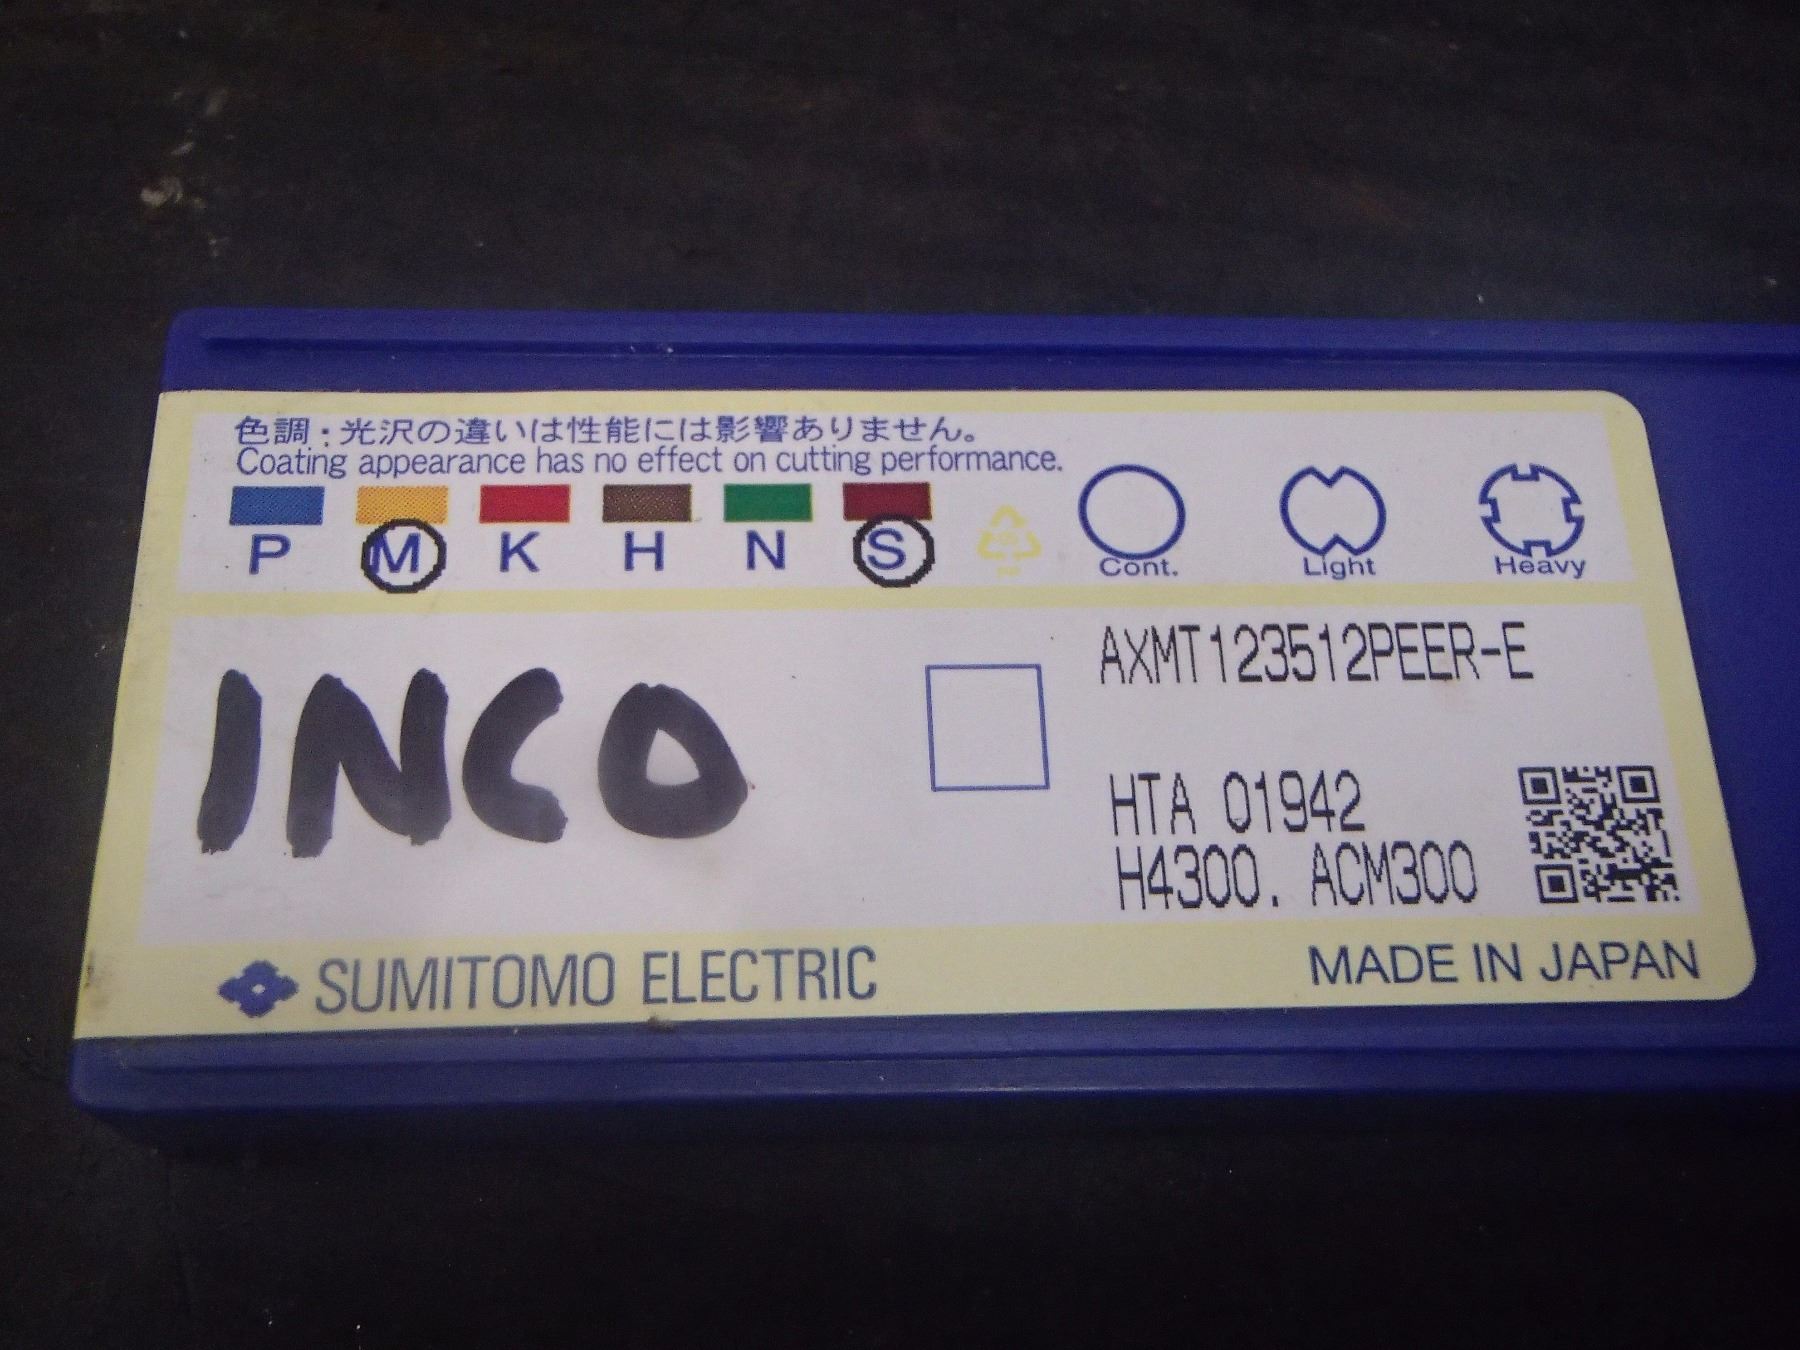 色調：光沢の違いは性能には影響ありません。
Coating appearance has no effect on cutting performance.
P M K H N S
Cont. Light Heavy
INCO
AXMT123512PEER-E
HTA 01942
H4300. ACM300
SUMITOMO ELECTRIC
MADE IN JAPAN